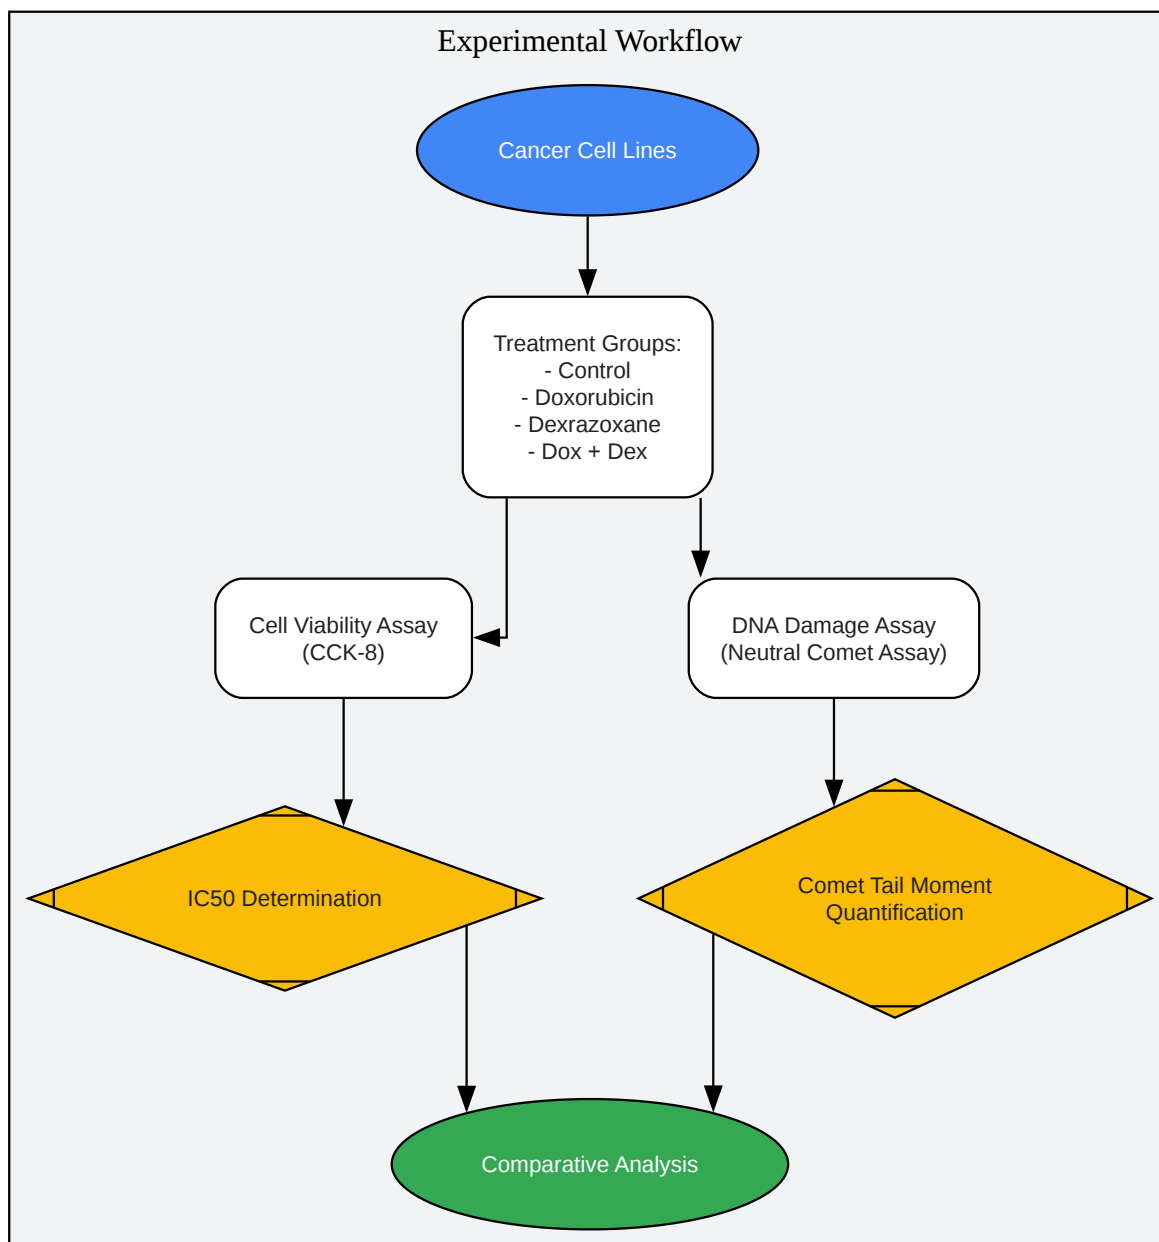 Experimental Workflow
Cancer Cell Lines
Treatment Groups:
- Control
- Doxorubicin
- Dexrazoxane
- Dox + Dex
Cell Viability Assay
(CCK-8)
DNA Damage Assay
(Neutral Comet Assay)
IC50 Determination
Comet Tail Moment
Quantification
Comparative Analysis